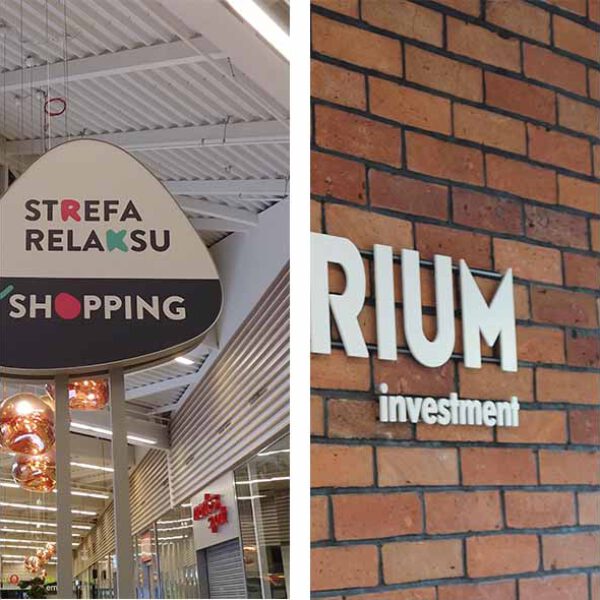 STREFA
RELAKSU
SHOPPING
RIUM
investment